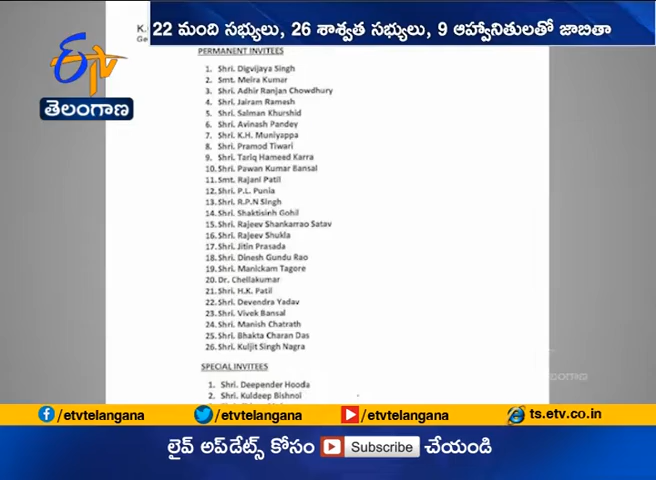 22 మంది సభ్యులు, 26 శాశ్వత సభ్యులు, 9 ఆహ్వానితులతో జాబితా
ETV
తెలంగాణ
PERMANENT INVITEES
1. Shri. Digvijaya Singh
2. Smt. Meira Kumar
3. Shri. Adhir Ranjan Chowdhury
4. Shri. Jairam Ramesh
5. Shri. Salman Khurshid
6. Shri. Avinash Pandey
7. Shri. K.H. Muniyappa
8. Shri. Pramod Tiwari
9. Shri. Tariq Hameed Karra
10. Shri. Pawan Kumar Bansal
11. Smt. Rajani Patil
12. Shri. P.L. Punia
13. Shri. R.P.N Singh
14. Shri. Shaktisinh Gohil
15. Shri. Rajeev Shankarrao Satav
16. Shri. Rajeev Shukla
17. Shri. Jitin Prasada
18. Shri. Dinesh Gundu Rao
19. Shri. Manickam Tagore
20. Dr. Chellakumar
21. Shri. H.K. Patil
22. Shri. Devendra Yadav
23. Shri. Vivek Bansal
24. Shri. Manish Chatrath
25. Shri. Bhakta Charan Das
26. Shri. Kuljit Singh Nagra
SPECIAL INVITEES
1. Shri. Deepender Hooda
2. Shri. Kuldeep Bishnoi
/etvtelangana /etvtelangana /etvtelangana ts.etv.co.in
లైవ్ అప్‌డేట్స్ కోసం Subscribe చేయండి